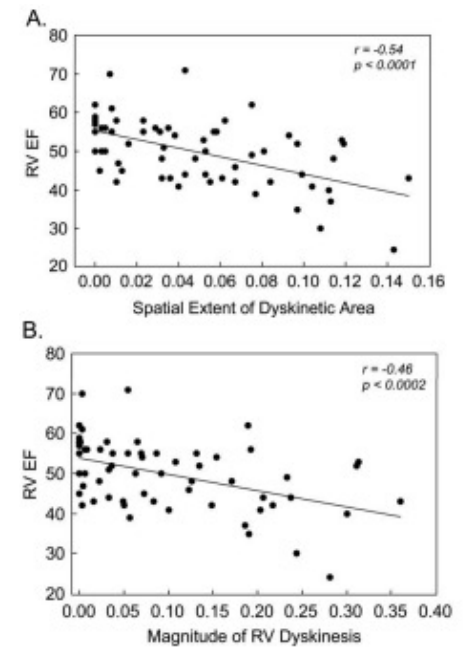 A.
80
70
60
50
40
30
20
RV EF
r = -0.54
p < 0.0001
0.00 0.02 0.04 0.06 0.08 0.10 0.12 0.14 0.16
Spatial Extent of Dyskinetic Area
B.
80
70
60
50
40
30
20
RV EF
r = -0.46
p < 0.0002
0.00 0.05 0.10 0.15 0.20 0.25 0.30 0.35 0.40
Magnitude of RV Dyskinesis